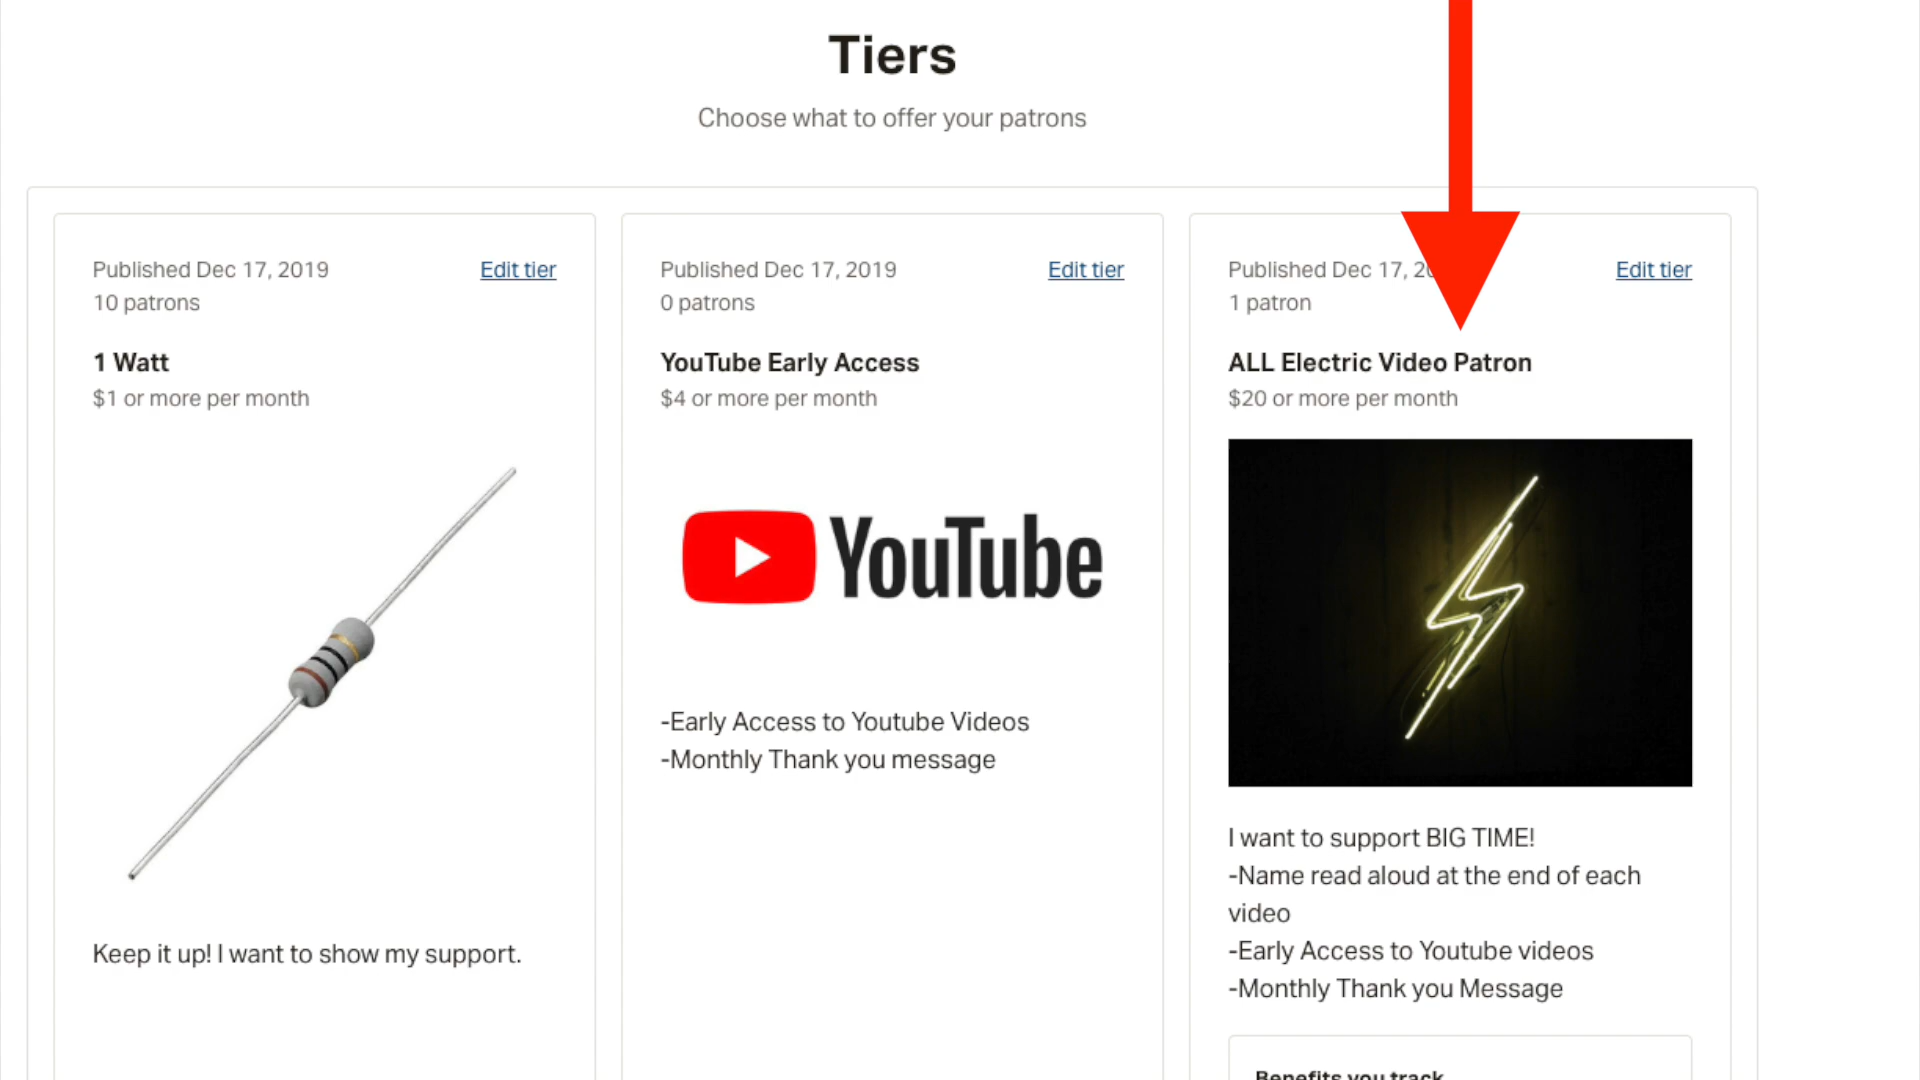 Tiers
Choose what to offer your patrons
Published Dec 17, 2019
Edit tier
10 patrons
1 Watt
$1 or more per month
Keep it up! I want to show my support.
Published Dec 17, 2019
Edit tier
0 patrons
YouTube Early Access
$4 or more per month
YouTube
-Early Access to Youtube Videos
-Monthly Thank you message
Published Dec 17,
Edit tier
1 patron
ALL Electric Video Patron
$20 or more per month
I want to support BIG TIME!
-Name read aloud at the end of each
video
-Early Access to Youtube videos
-Monthly Thank you Message
Benefits you track